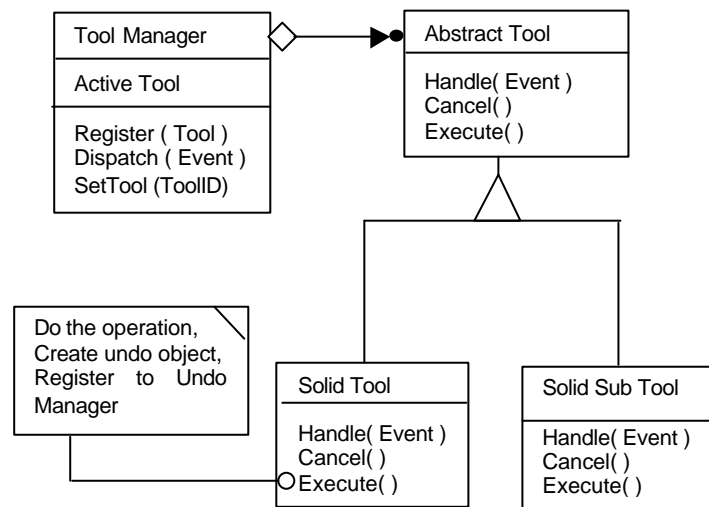 Tool Manager
Active Tool
Register ( Tool )
Dispatch ( Event )
SetTool (ToolID)
Abstract Tool
Handle( Event )
Cancel( )
Execute( )
Do the operation,
Create undo object,
Register to Undo
Manager
Solid Tool
Handle( Event )
Cancel( )
Execute( )
Solid Sub Tool
Handle( Event )
Cancel( )
Execute( )